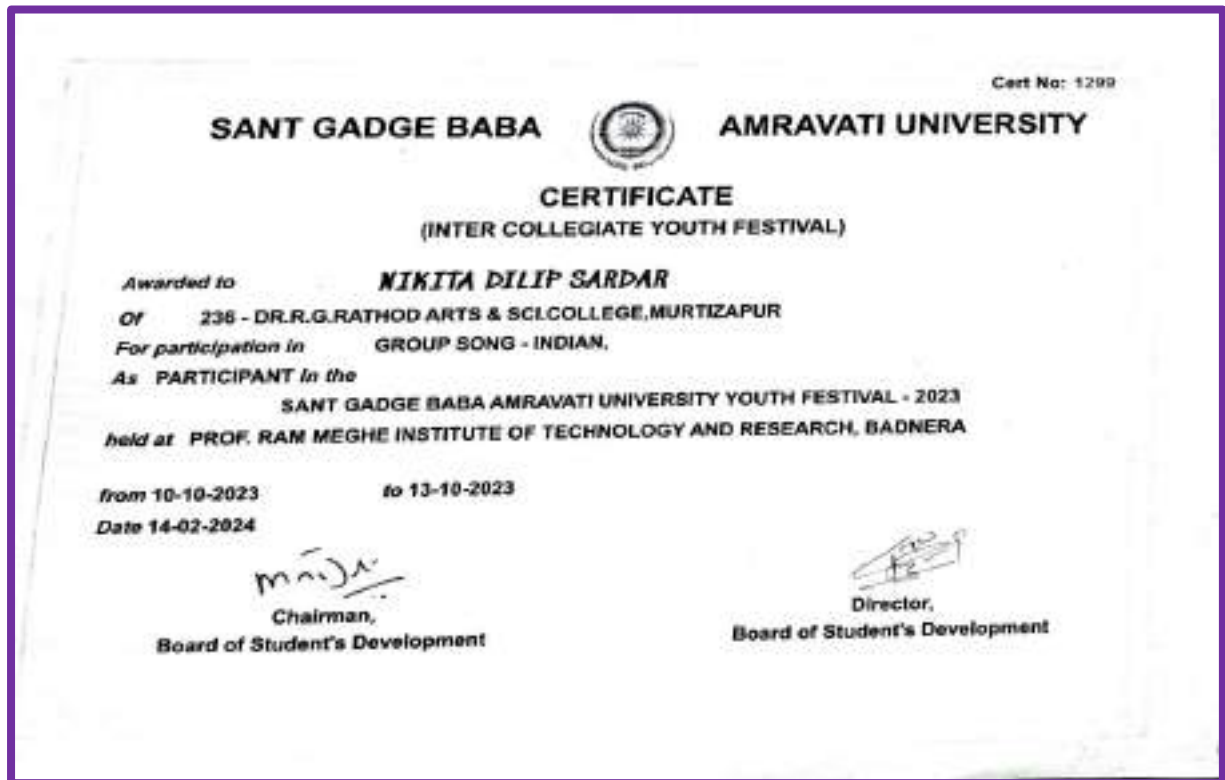 Cert No: 1299
SANT GADGE BABA AMRAVATI UNIVERSITY
CERTIFICATE
(INTER COLLEGIATE YOUTH FESTIVAL)
Awarded to NIKITA DILIP SARDAR
Of 236 - DR.R.G.RATHOD ARTS & SCI.COLLEGE,MURTIZAPUR
For participation in GROUP SONG - INDIAN,
As PARTICIPANT In the
SANT GADGE BABA AMRAVATI UNIVERSITY YOUTH FESTIVAL - 2023
held at PROF. RAM MEGHE INSTITUTE OF TECHNOLOGY AND RESEARCH, BADNERA
from 10-10-2023 to 13-10-2023
Date 14-02-2024
Chairman, Director,
Board of Student's Development Board of Student's Development